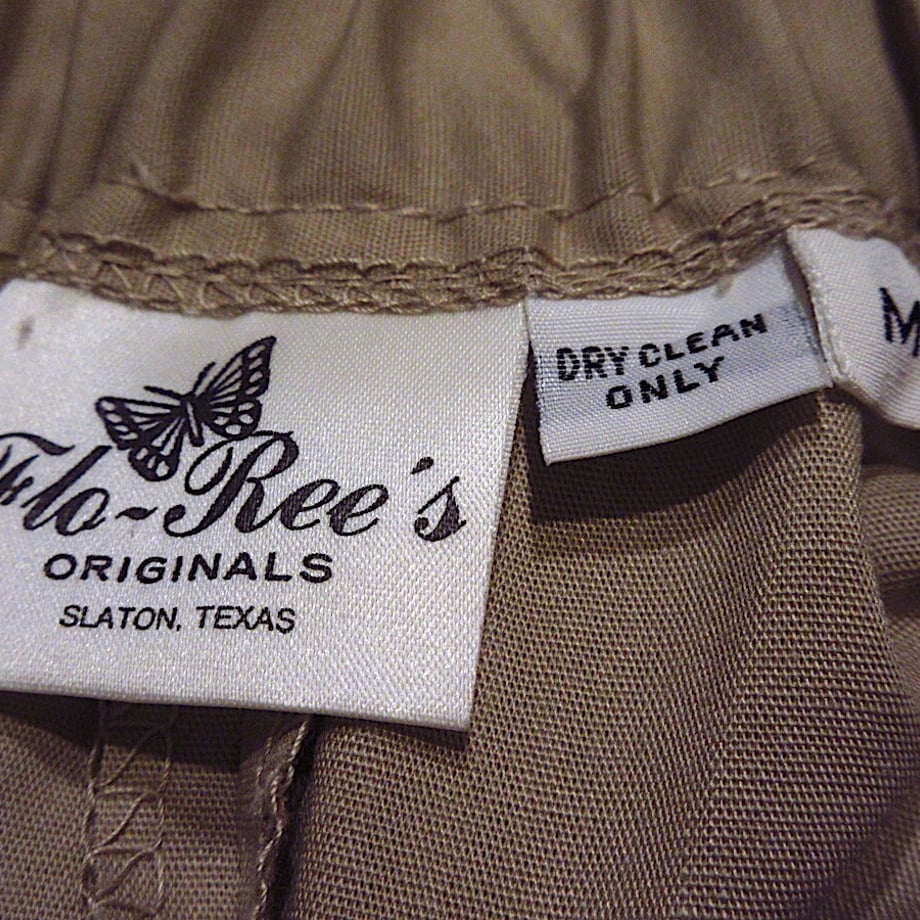 Flo-Ree's
ORIGINALS
SLATON, TEXAS
DRY CLEAN
ONLY
M